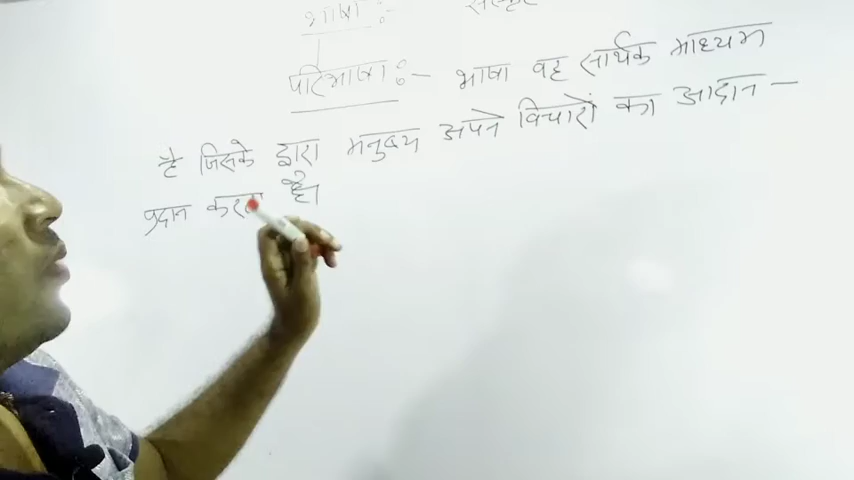 भाषा :-
संस्कृत
परिभाषा :— भाषा वह सार्थक माध्यम
है जिसके द्वारा मनुष्य अपने विचारों का आदान —
प्रदान करता है।